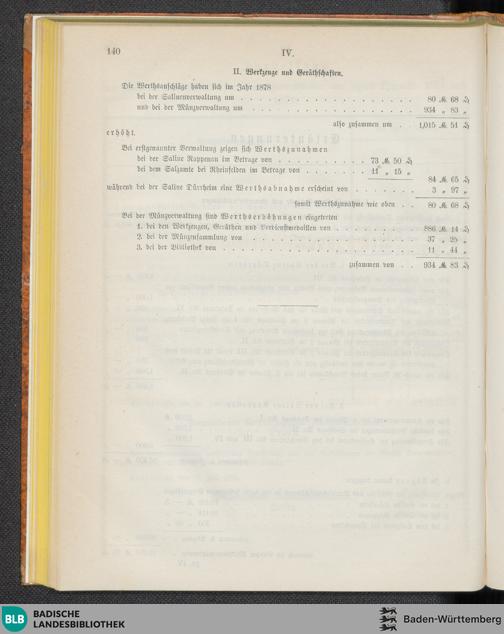 140
IV.
II. Werkzeuge und Geräthschaften.
Die Werthsanschläge haben sich im Jahr 1878
bei der Salinenverwaltung um . . . . . . . . . . 80 ℳ 68 ₰
und bei der Münzverwaltung um . . . . . . . . . . 934 „ 83 „
also zusammen um . . 1,015 ℳ 51 ₰
erhöht.
Bei erstgenannter Verwaltung zeigen sich Werthszunahmen
bei der Saline Rappenau im Betrage von . . . . . . . . . 73 ℳ 50 ₰
bei dem Salzamte bei Rheinfelden im Betrage von . . . . . . 11 „ 15 „
84 ℳ 65 ₰
während bei der Saline Dürrheim eine Werthsabnahme erscheint von . . . . . . . 3 „ 97 „
somit Werthszunahme wie oben . . 80 ℳ 68 ₰
Bei der Münzverwaltung sind Wertherhöhungen eingetreten
1. bei den Werkzeugen, Geräthen und Verdienstmedaillen von . . . . . . . 886 ℳ 14 ₰
2. bei der Münzsammlung von . . . . . . . . . . 37 „ 25 „
3. bei der Bibliothek von . . . . . . . . . . 11 „ 44 „
zusammen von . . 934 ℳ 83 ₰
BLB BADISCHE
LANDESBIBLIOTHEK
Baden-Württemberg